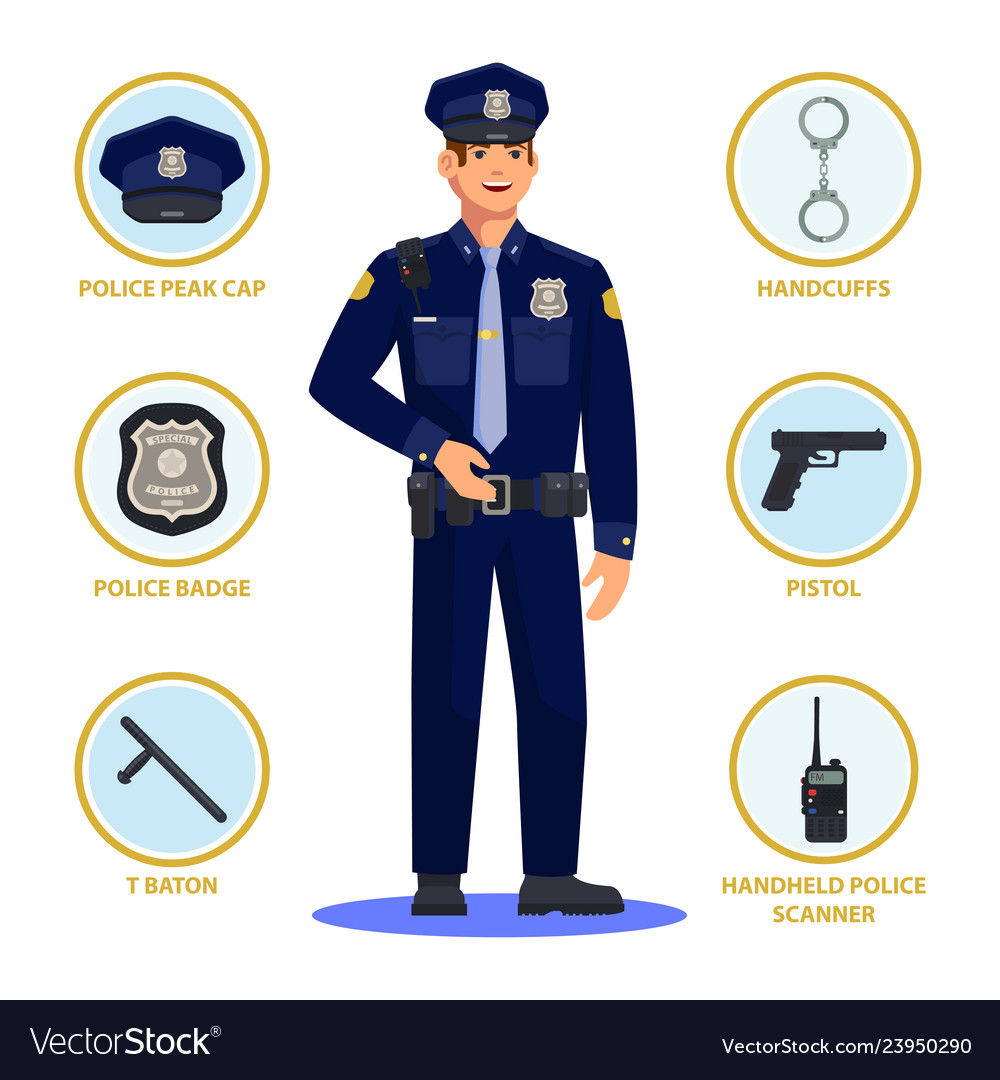 POLICE PEAK CAP
HANDCUFFS
SPECIAL
POLICE
POLICE BADGE
PISTOL
FM
T BATON
HANDHELD POLICE
SCANNER
VectorStock®
VectorStock.com/23950290